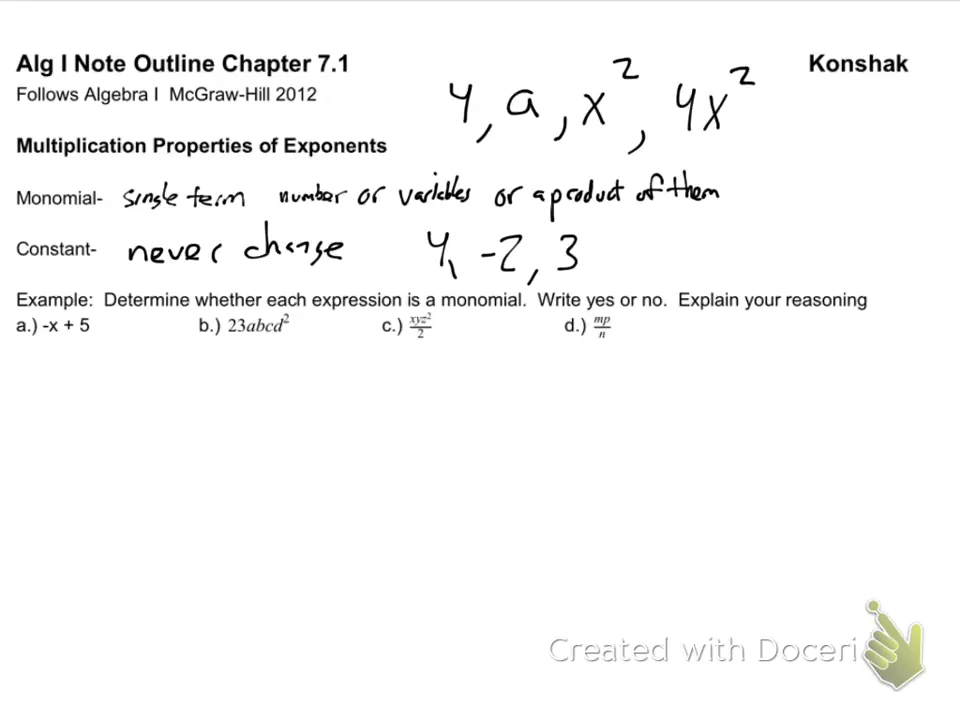 Alg I Note Outline Chapter 7.1 Konshak
Follows Algebra I McGraw-Hill 2012
4, a, x², 4x²
Multiplication Properties of Exponents
Monomial- single term number or variables or a product of them
Constant- never change 4, -2, 3
Example: Determine whether each expression is a monomial. Write yes or no. Explain your reasoning
a.) -x + 5 b.) 23abcd² c.) xyz²/2 d.) mp/n
Created with Doceri